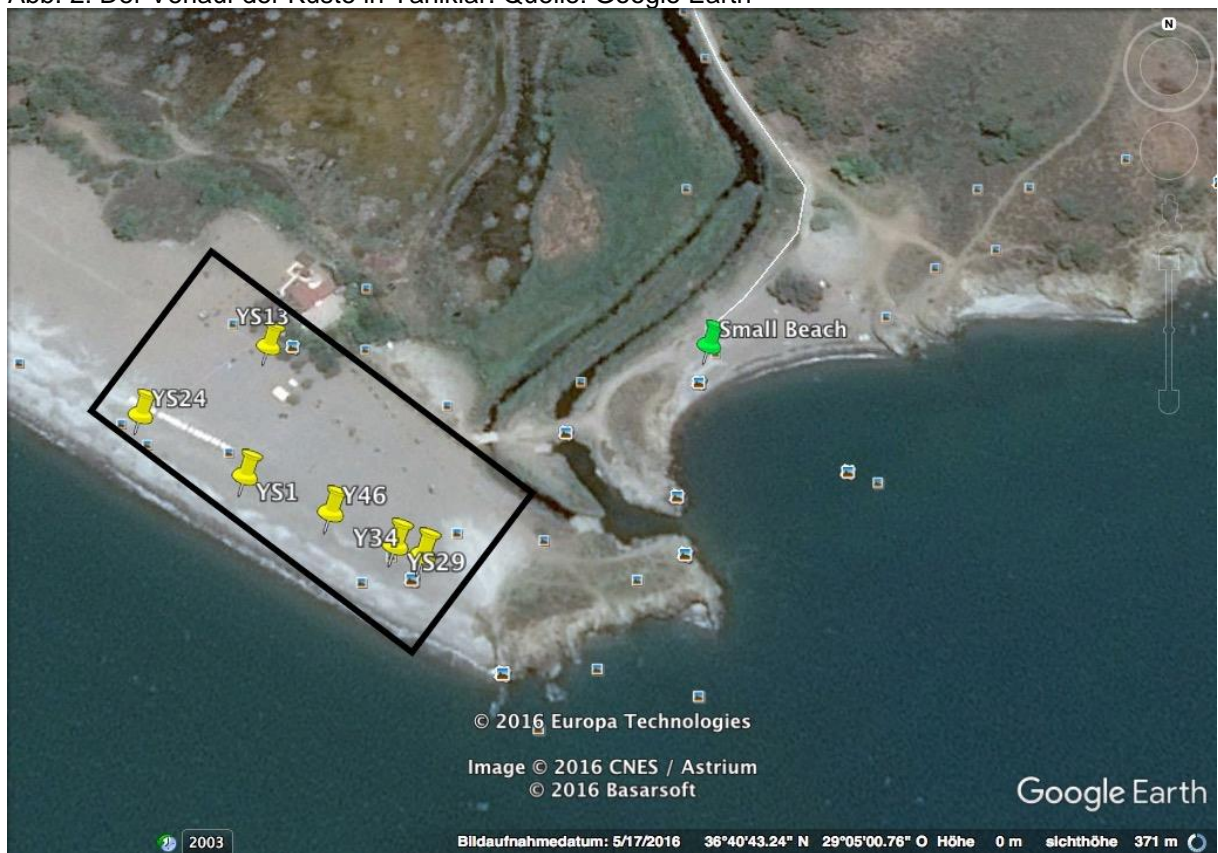 Abb. 2. Der Verlauf der Küste in Yaniklar. Quelle: Google Earth
N
YS13
Small Beach
YS24
YS1
Y46
Y34
YS29
© 2016 Europa Technologies
Image © 2016 CNES / Astrium
© 2016 Basarsoft
Google Earth
2003
Bildaufnahmedatum: 5/17/2016 36°40'43.24" N 29°05'00.76" O Höhe 0 m sichthöhe 371 m